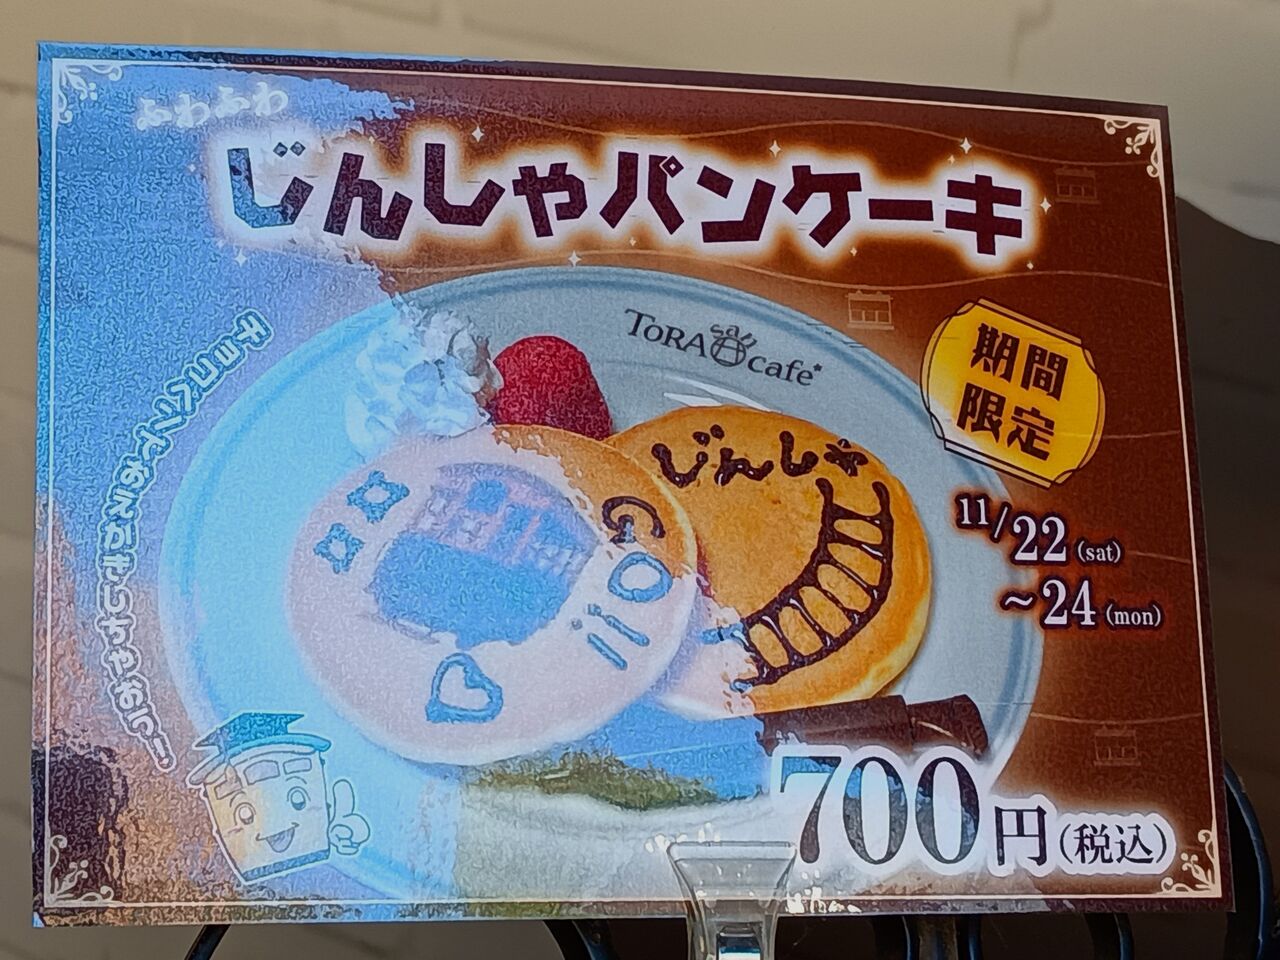 ふわふわ
じんしゃパンケーキ
TORA
cafe
期間
限定
11/22(sat)
~24(mon)
チョコペンでおえかきしちゃおっ!
じんしゃ
700円(税込)